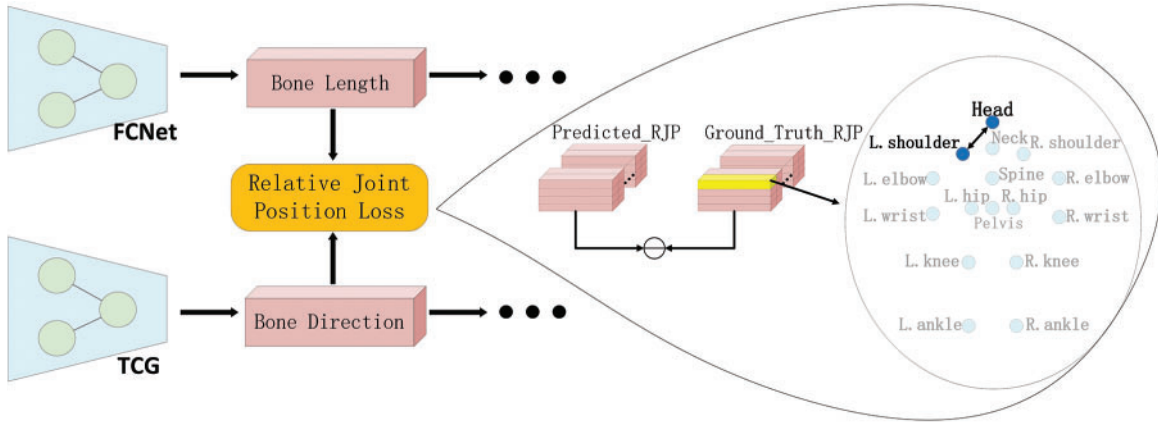 FCNet
Bone Length
Relative Joint
Position Loss
Bone Direction
TCG
Predicted_RJP
Ground_Truth_RJP
Head
L.shoulder
Neck
R.shoulder
L.elbow
Spine
R.elbow
L.hip
R.hip
L.wrist
Pelvis
R.wrist
L.knee
R.knee
L.ankle
R.ankle